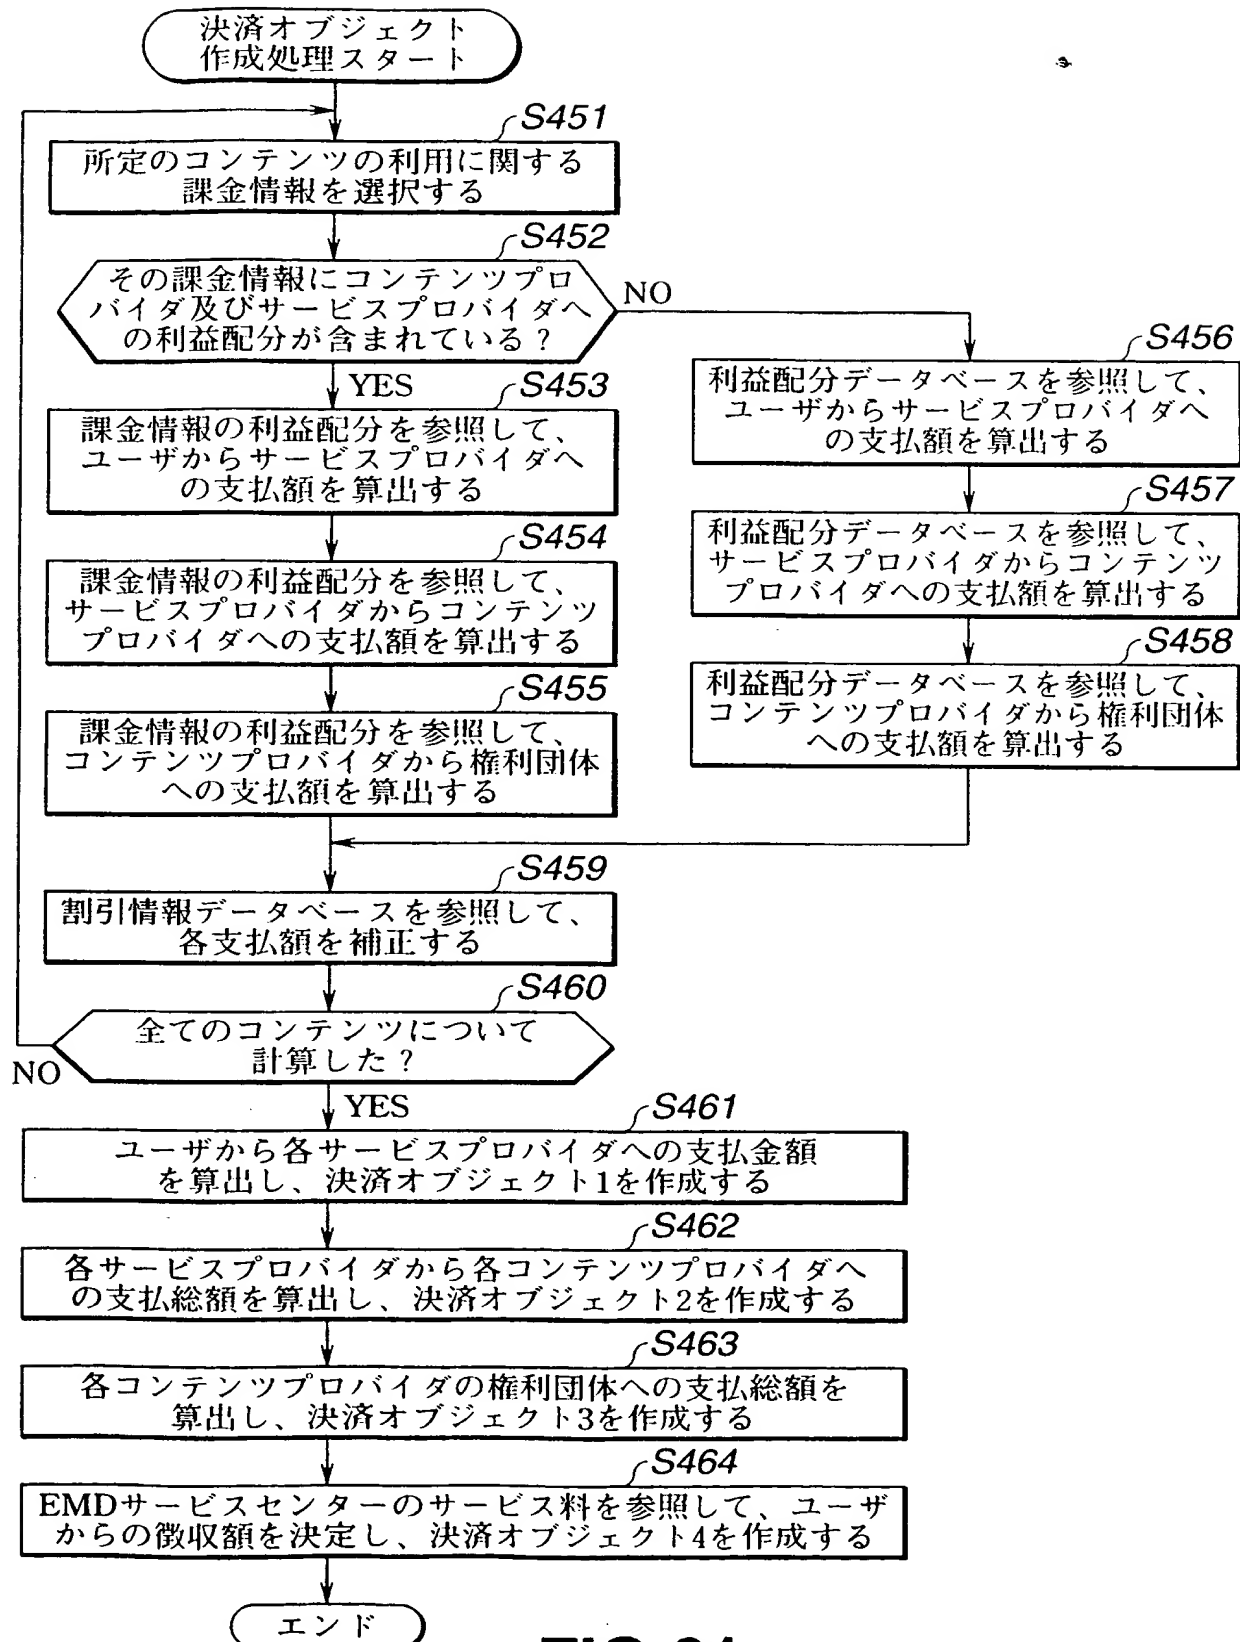 決済オブジェクト
作成処理スタート
S451
所定のコンテンツの利用に関する
課金情報を選択する
S452
その課金情報にコンテンツプロ
バイダ及びサービスプロバイダへ
の利益配分が含まれている?
NO
YES
S453
課金情報の利益配分を参照して、
ユーザからサービスプロバイダへ
の支払額を算出する
S454
課金情報の利益配分を参照して、
サービスプロバイダからコンテンツ
プロバイダへの支払額を算出する
S455
課金情報の利益配分を参照して、
コンテンツプロバイダから権利団体
への支払額を算出する
S456
利益配分データベースを参照して、
ユーザからサービスプロバイダへ
の支払額を算出する
S457
利益配分データベースを参照して、
サービスプロバイダからコンテンツ
プロバイダへの支払額を算出する
S458
利益配分データベースを参照して、
コンテンツプロバイダから権利団体
への支払額を算出する
S459
割引情報データベースを参照して、
各支払額を補正する
S460
全てのコンテンツについて
計算した?
NO
YES
S461
ユーザから各サービスプロバイダへの支払金額
を算出し、決済オブジェクト1を作成する
S462
各サービスプロバイダから各コンテンツプロバイダへ
の支払総額を算出し、決済オブジェクト2を作成する
S463
各コンテンツプロバイダの権利団体への支払総額を
算出し、決済オブジェクト3を作成する
S464
EMDサービスセンターのサービス料を参照して、ユーザ
からの徴収額を決定し、決済オブジェクト4を作成する
エンド